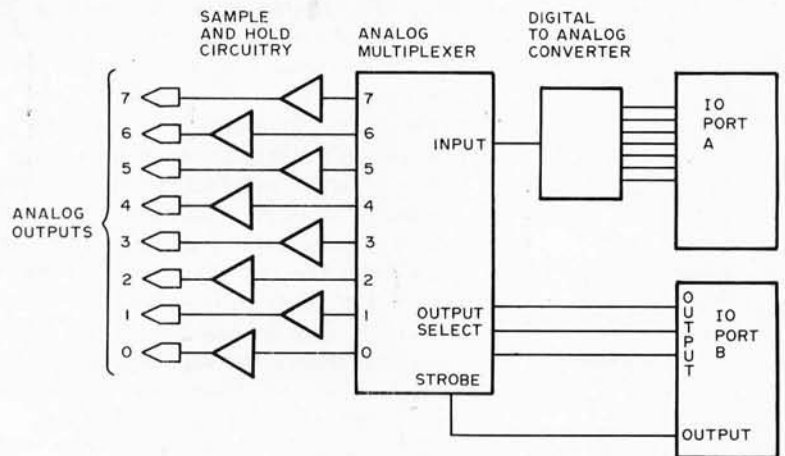 SAMPLE
AND HOLD
CIRCUITRY
ANALOG
MULTIPLEXER
DIGITAL
TO ANALOG
CONVERTER
ANALOG
OUTPUTS
7
6
5
4
3
2
1
0
7
6
5
4
3
2
1
0
INPUT
OUTPUT
SELECT
STROBE
IO
PORT
A
OUTPUT
IO
PORT
B
OUTPUT